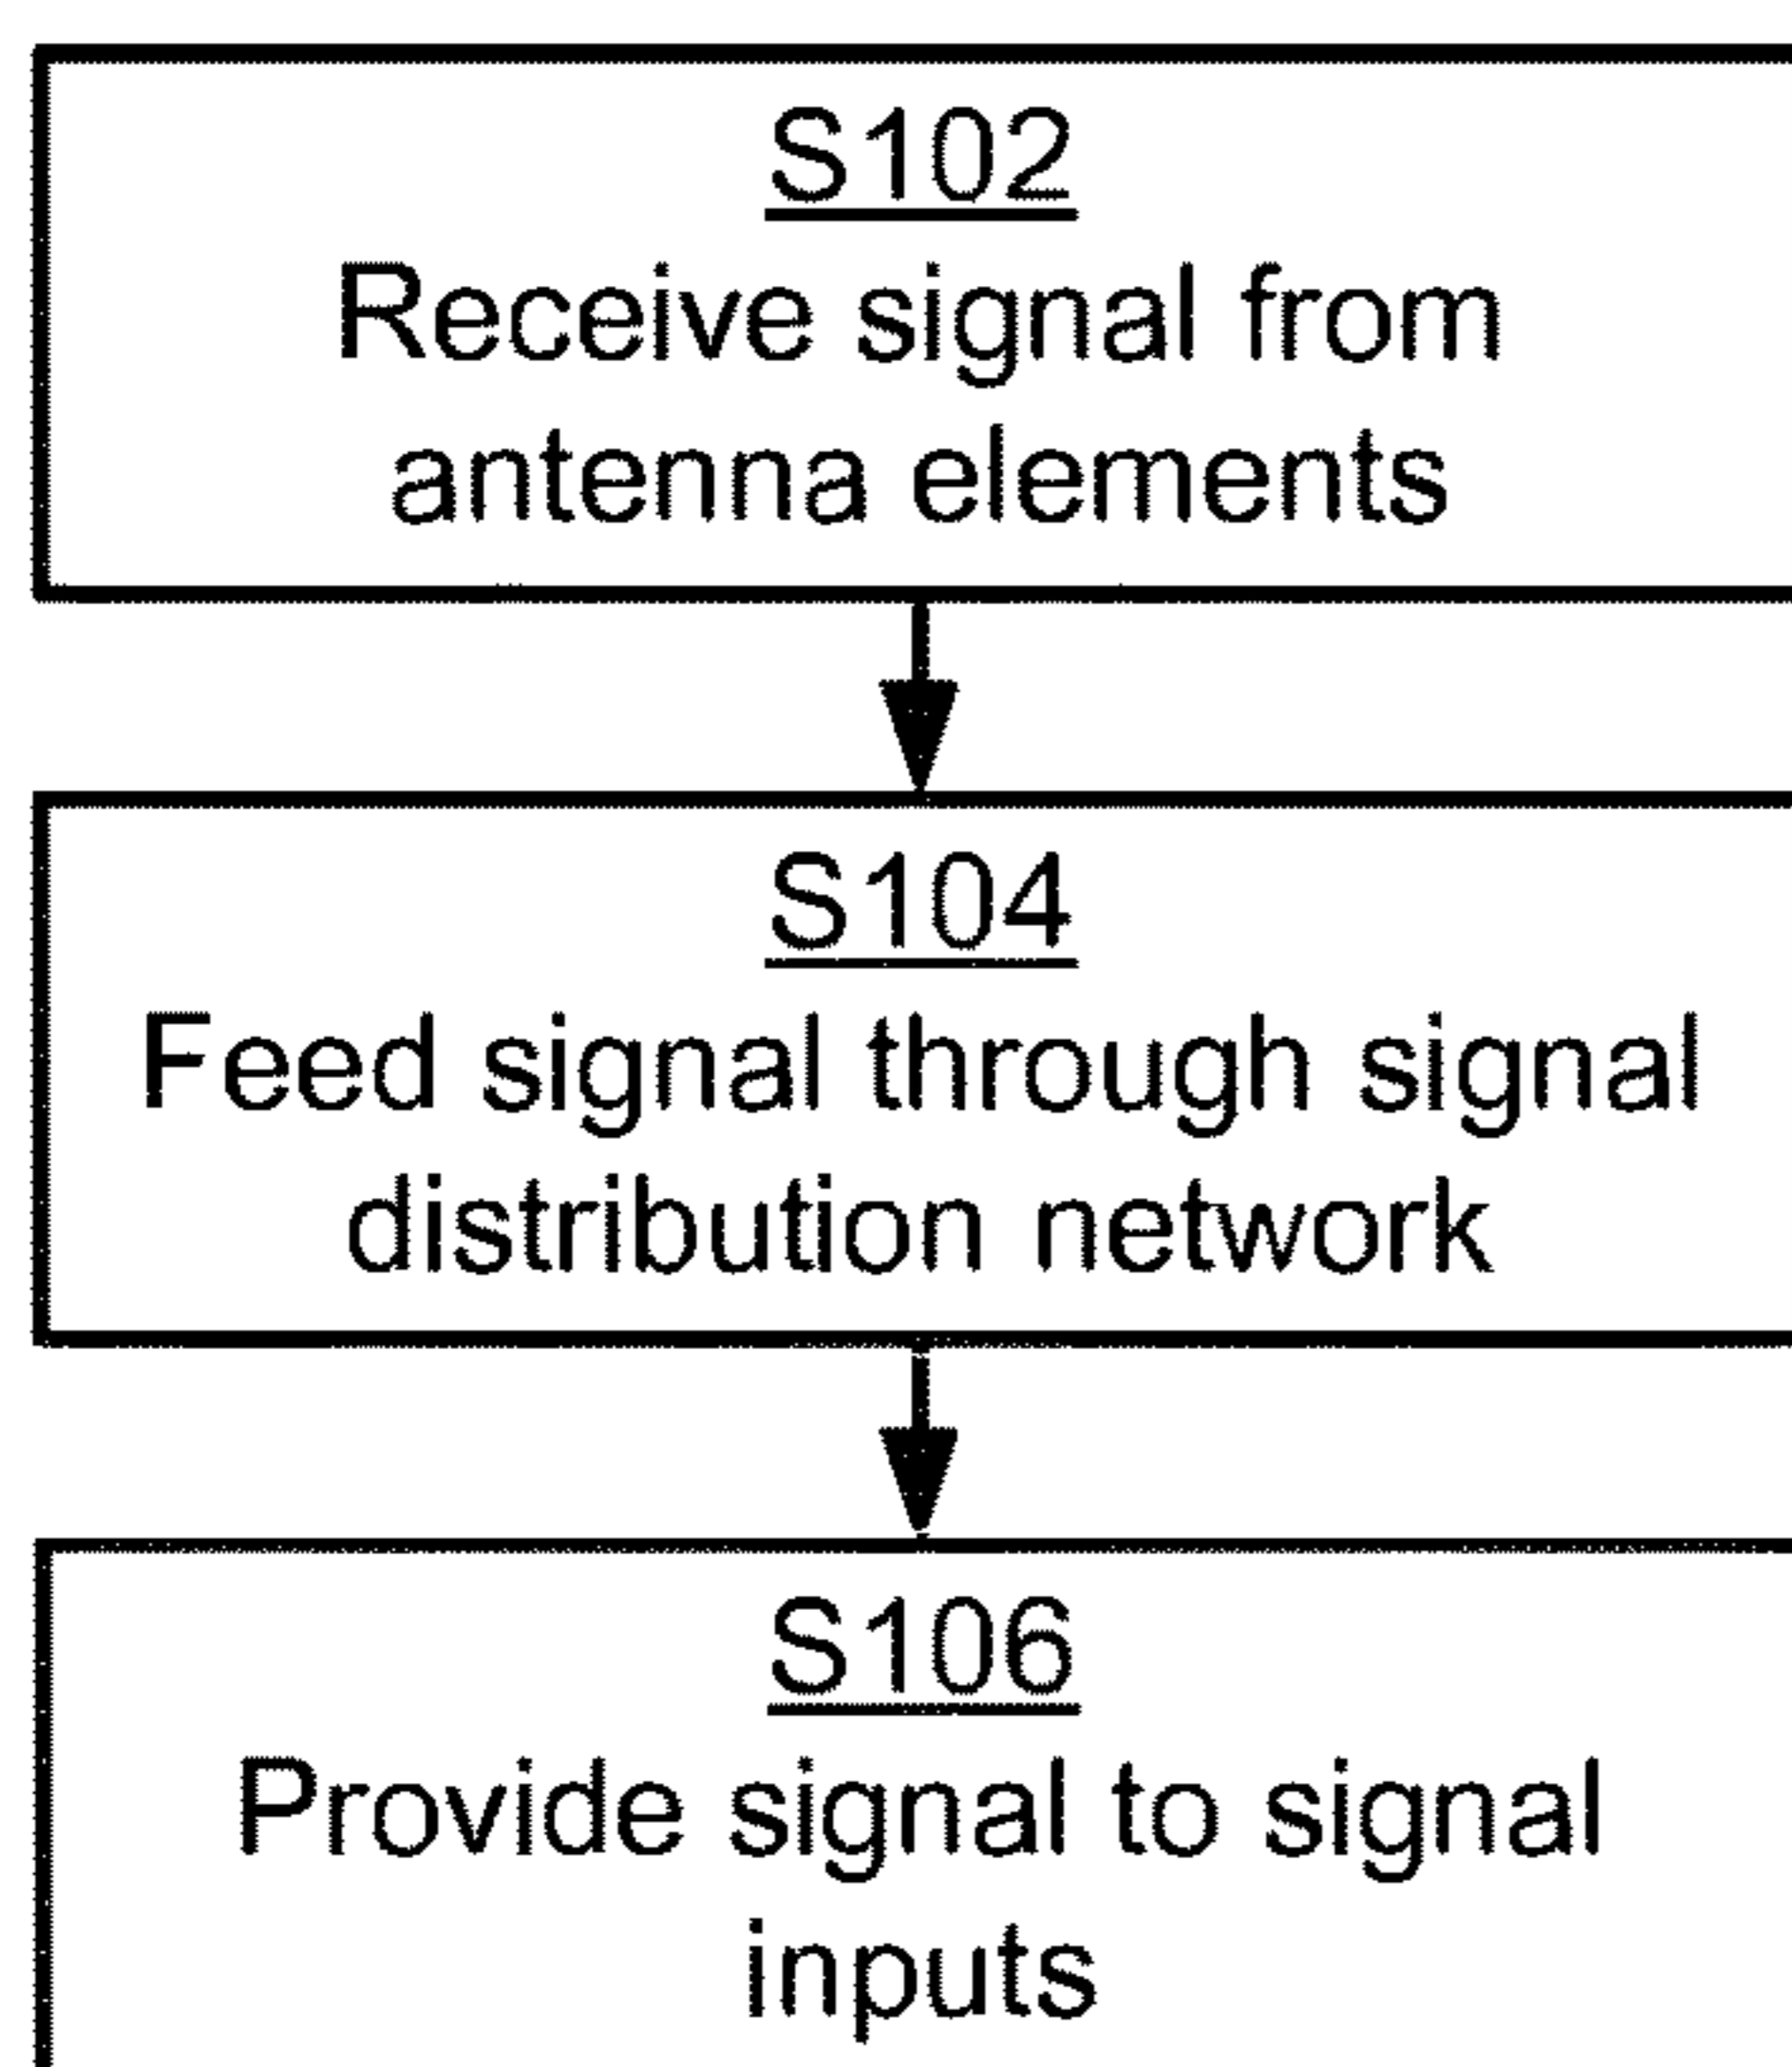 S102
Receive signal from
antenna elements
S104
Feed signal through signal
distribution network
S106
Provide signal to signal
inputs